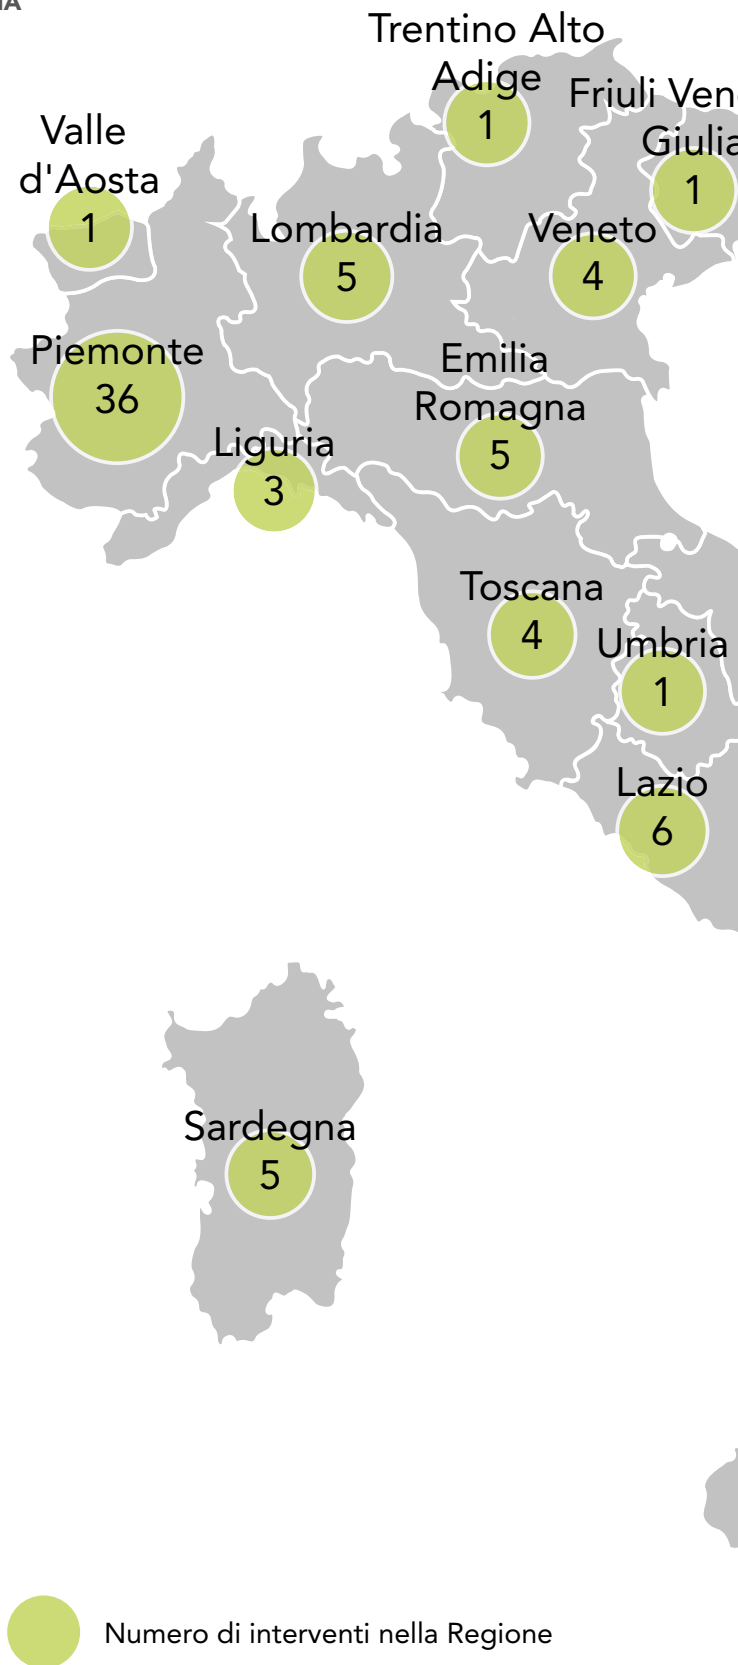 Trentino Alto
Adige
1
Friuli
Giulia
1
Valle
d'Aosta
1
Lombardia
5
Veneto
4
Piemonte
36
Emilia
Romagna
5
Liguria
3
Toscana
4
Umbria
1
Lazio
6
Sardegna
5
Numero di interventi nella Regione